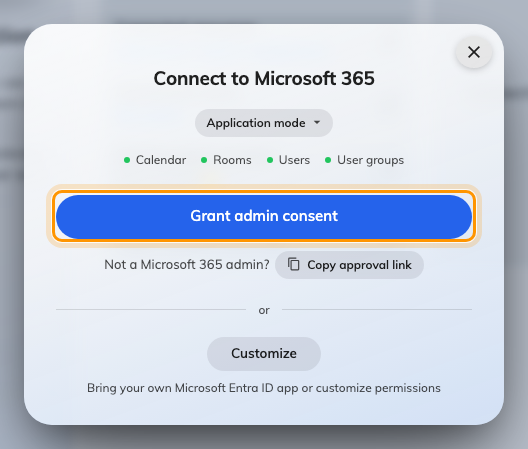 Connect to Microsoft 365
Application mode
Calendar Rooms Users User groups
Grant admin consent
Not a Microsoft 365 admin? Copy approval link
or
Customize
Bring your own Microsoft Entra ID app or customize permissions